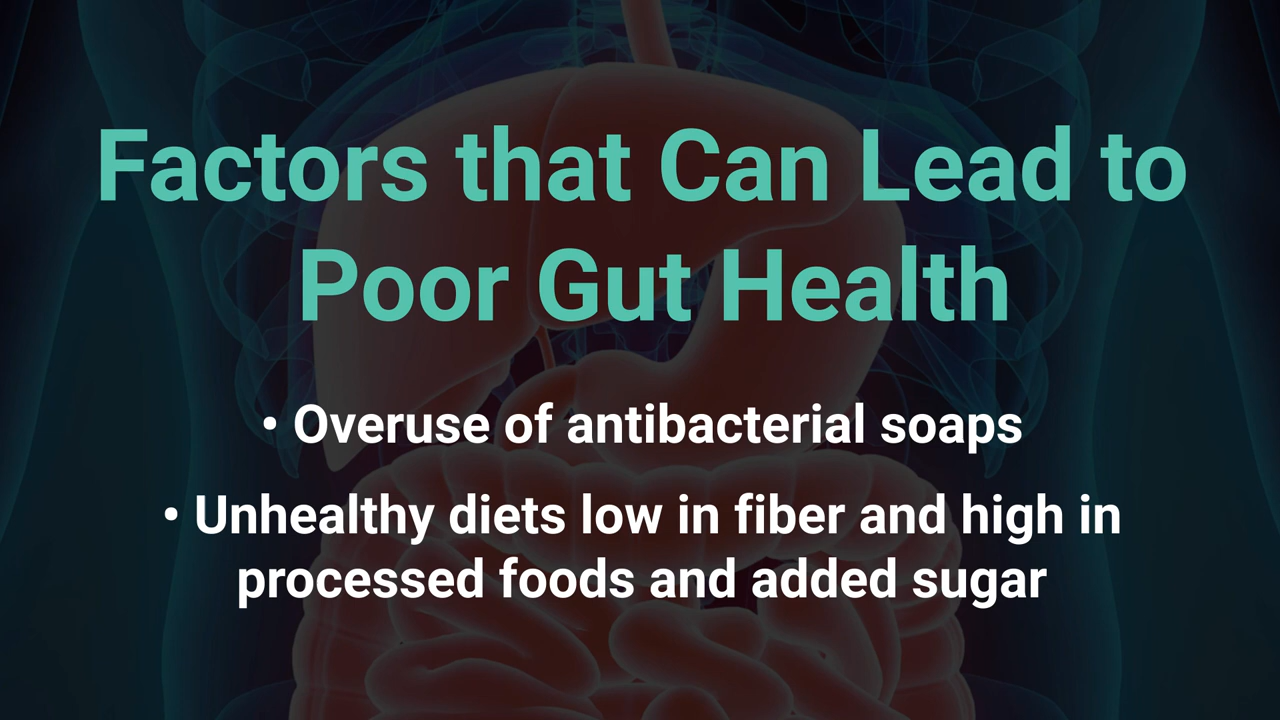 Factors that Can Lead to
Poor Gut Health
• Overuse of antibacterial soaps
• Unhealthy diets low in fiber and high in
processed foods and added sugar